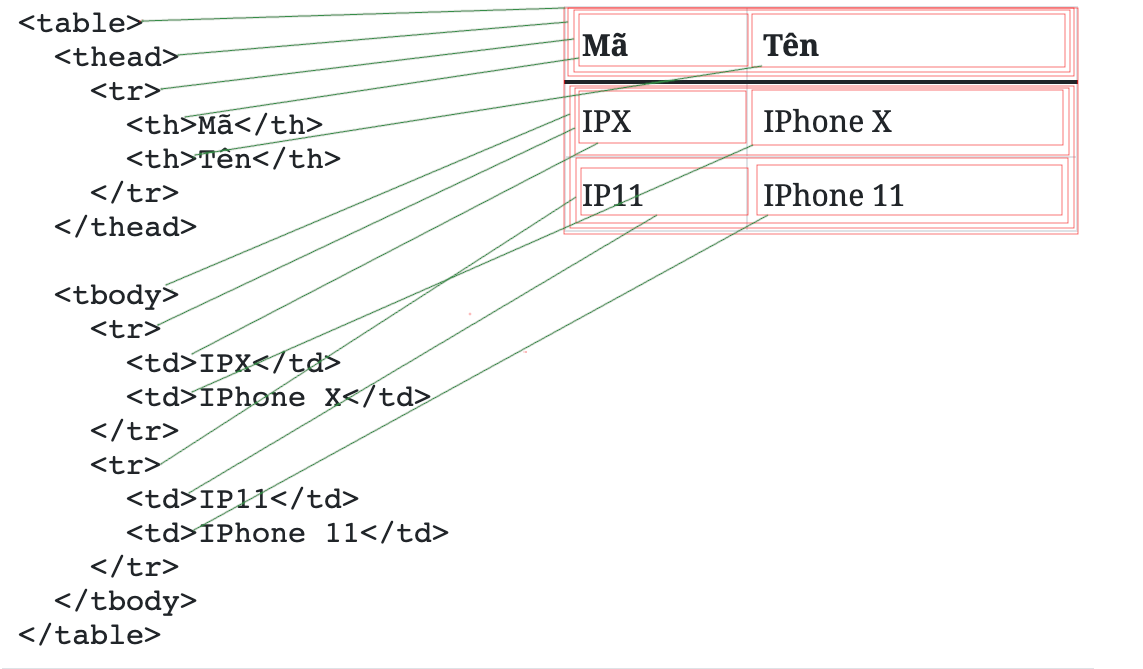 <table>
  <thead>
    <tr>
      <th>Mã</th>
      <th>Tên</th>
    </tr>
  </thead>

  <tbody>
    <tr>
      <td>IPX</td>
      <td>IPhone X</td>
    </tr>
    <tr>
      <td>IP11</td>
      <td>IPhone 11</td>
    </tr>
  </tbody>
</table>
Mã Tên
IPX IPhone X
IP11 IPhone 11